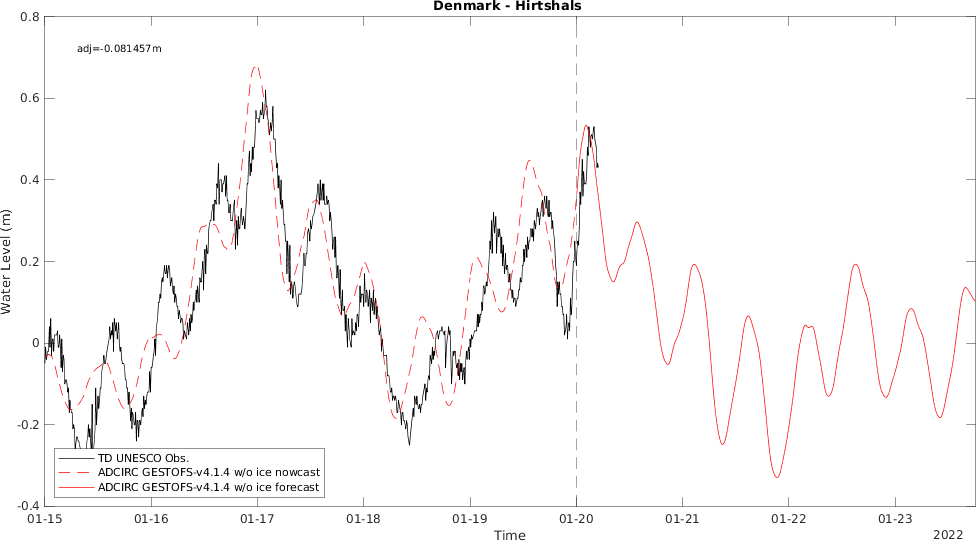 Denmark - Hirtshals
adj=-0.081457m
0.8
0.6
0.4
0.2
0
-0.2
-0.4
Water Level (m)
TD UNESCO Obs.
ADCIRC GESTOFS-v4.1.4 w/o ice nowcast
ADCIRC GESTOFS-v4.1.4 w/o ice forecast
01-15 01-16 01-17 01-18 01-19 01-20 01-21 01-22 01-23
Time
2022